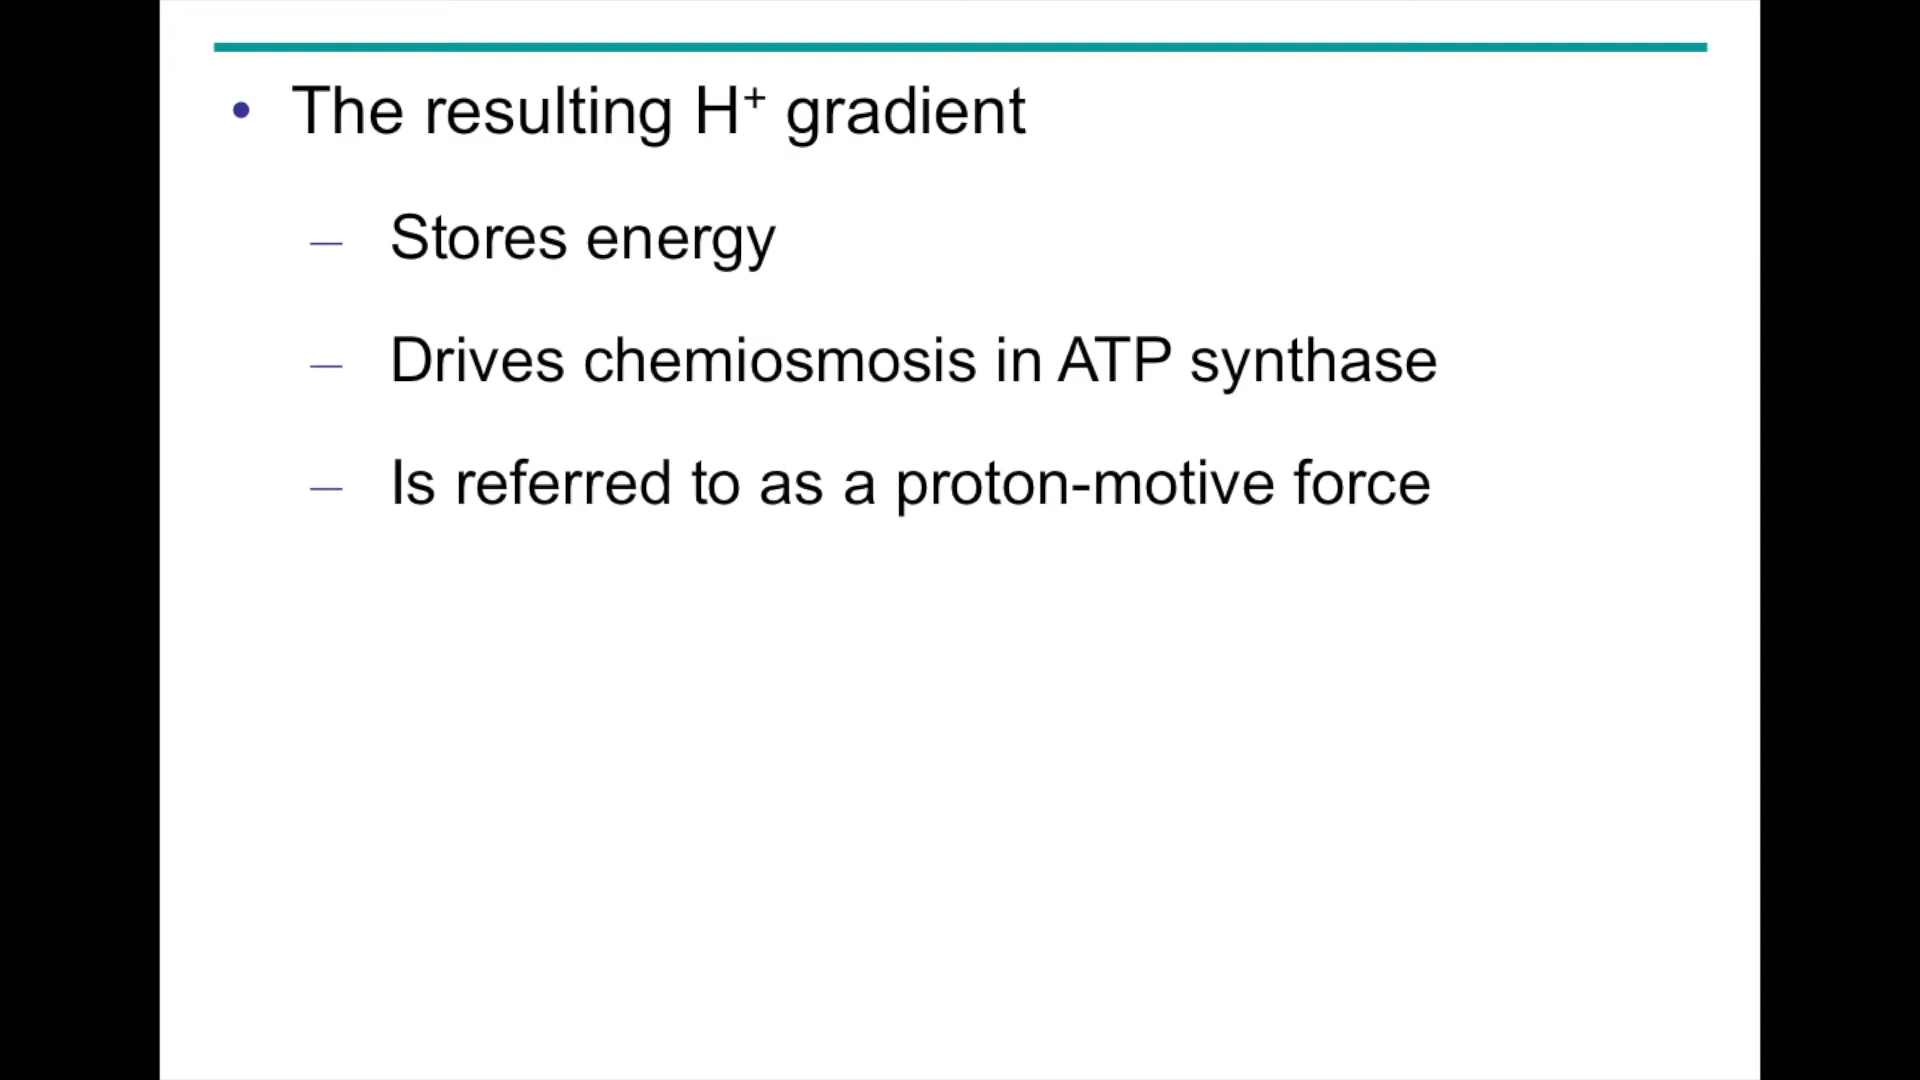 • The resulting H⁺ gradient
– Stores energy
– Drives chemiosmosis in ATP synthase
– Is referred to as a proton-motive force